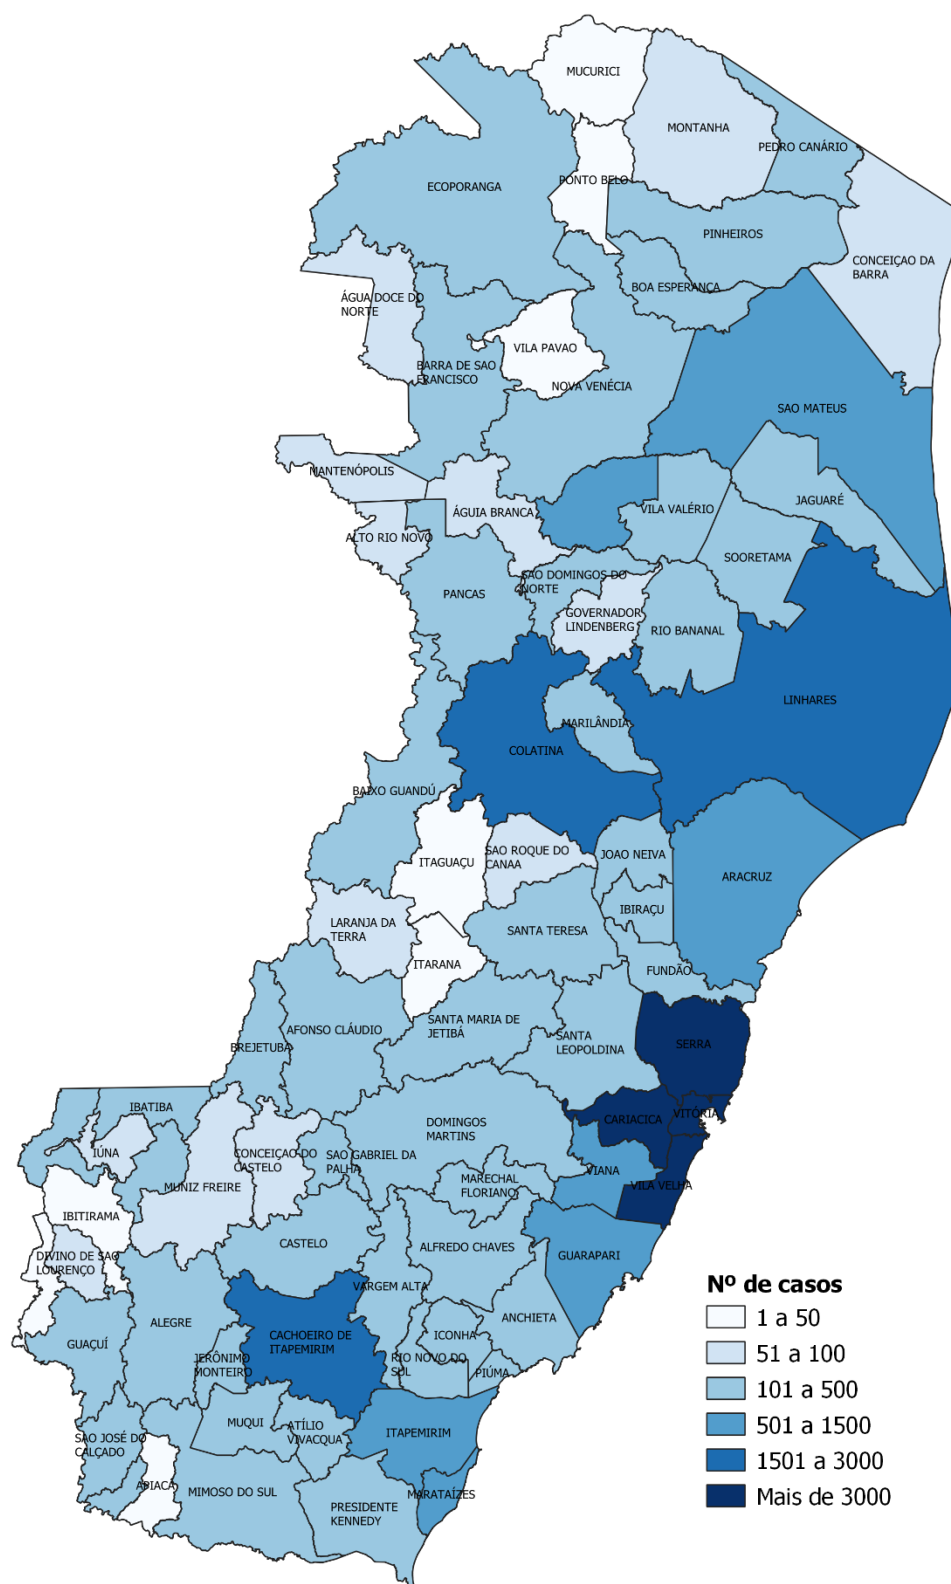 MUCURICI
MONTANHA
PEDRO CANÁRIO
ECOPORANGA
PONTO BELO
PINHEIROS
CONCEIÇAO DA
BARRA
BOA ESPERANÇA
ÁGUA DOCE DO
NORTE
VILA PAVAO
BARRA DE SAO
FRANCISCO
NOVA VENÉCIA
SAO MATEUS
MANTENÓPOLIS
JAGUARÉ
ÁGUIA BRANCA
VILA VALÉRIO
ALTO RIO NOVO
SOORETAMA
SAO DOMINGOS DO
NORTE
PANCAS
GOVERNADOR
LINDENBERG
RIO BANANAL
LINHARES
MARILÂNDIA
COLATINA
BAIXO GUANDÚ
SAO ROQUE DO
CANAA
JOAO NEIVA
ITAGUAÇU
ARACRUZ
IBIRAÇU
LARANJA DA
TERRA
SANTA TERESA
ITARANA
FUNDÃO
SANTA MARIA DE
JETIBÁ
AFONSO CLÁUDIO
SANTA
LEOPOLDINA
SERRA
BREJETUBA
IBATIBA
DOMINGOS
MARTINS
CARIACICA
VITÓRIA
IÚNA
CONCEIÇAO DO
CASTELO
SAO GABRIEL DA
PALHA
VIANA
MARECHAL
FLORIANO
MUNIZ FREIRE
VILA VELHA
IBITIRAMA
CASTELO
ALFREDO CHAVES
GUARAPARI
DIVINO DE SAO
LOURENÇO
VARGEM ALTA
ANCHIETA
ALEGRE
CACHOEIRO DE
ITAPEMIRIM
ICONHA
GUAÇUÍ
JERÔNIMO
MONTEIRO
RIO NOVO DO
SUL
PIÚMA
MUQUI
ATÍLIO
VIVACQUA
ITAPEMIRIM
SAO JOSÉ DO
CALÇADO
APIACÁ
MIMOSO DO SUL
MARATAÍZES
PRESIDENTE
KENNEDY
Nº de casos
1 a 50
51 a 100
101 a 500
501 a 1500
1501 a 3000
Mais de 3000